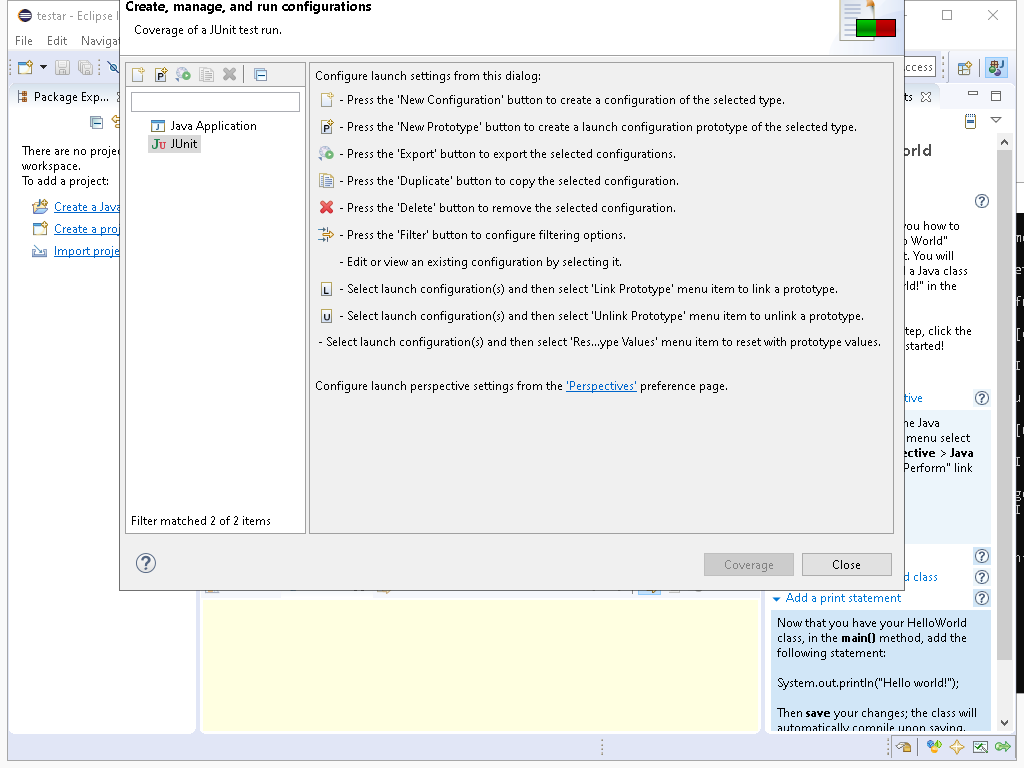 Create, manage, and run configurations
Coverage of a JUnit test run.
testar - Eclipse
File Edit Naviga
Package Exp...
There are no proje
workspace.
To add a project:
Create a Java
Create a proj
Import proje
Java Application
JUnit
Filter matched 2 of 2 items
Configure launch settings from this dialog:
- Press the 'New Configuration' button to create a configuration of the selected type.
- Press the 'New Prototype' button to create a launch configuration prototype of the selected type.
- Press the 'Export' button to export the selected configurations.
- Press the 'Duplicate' button to copy the selected configuration.
- Press the 'Delete' button to remove the selected configuration.
- Press the 'Filter' button to configure filtering options.
- Edit or view an existing configuration by selecting it.
- Select launch configuration(s) and then select 'Link Prototype' menu item to link a prototype.
- Select launch configuration(s) and then select 'Unlink Prototype' menu item to unlink a prototype.
- Select launch configuration(s) and then select 'Res...ype Values' menu item to reset with prototype values.
Configure launch perspective settings from the 'Perspectives' preference page.
Coverage
Close
ccess
ts
orld
you how to
o World"
t. You will
d a Java class
rld!" in the
tep, click the
started!
tive
he Java
menu select
ective > Java
Perform" link
d class
Add a print statement
Now that you have your HelloWorld
class, in the main() method, add the
following statement:
System.out.println("Hello world!");
Then save your changes; the class will
automatically compile upon saving.